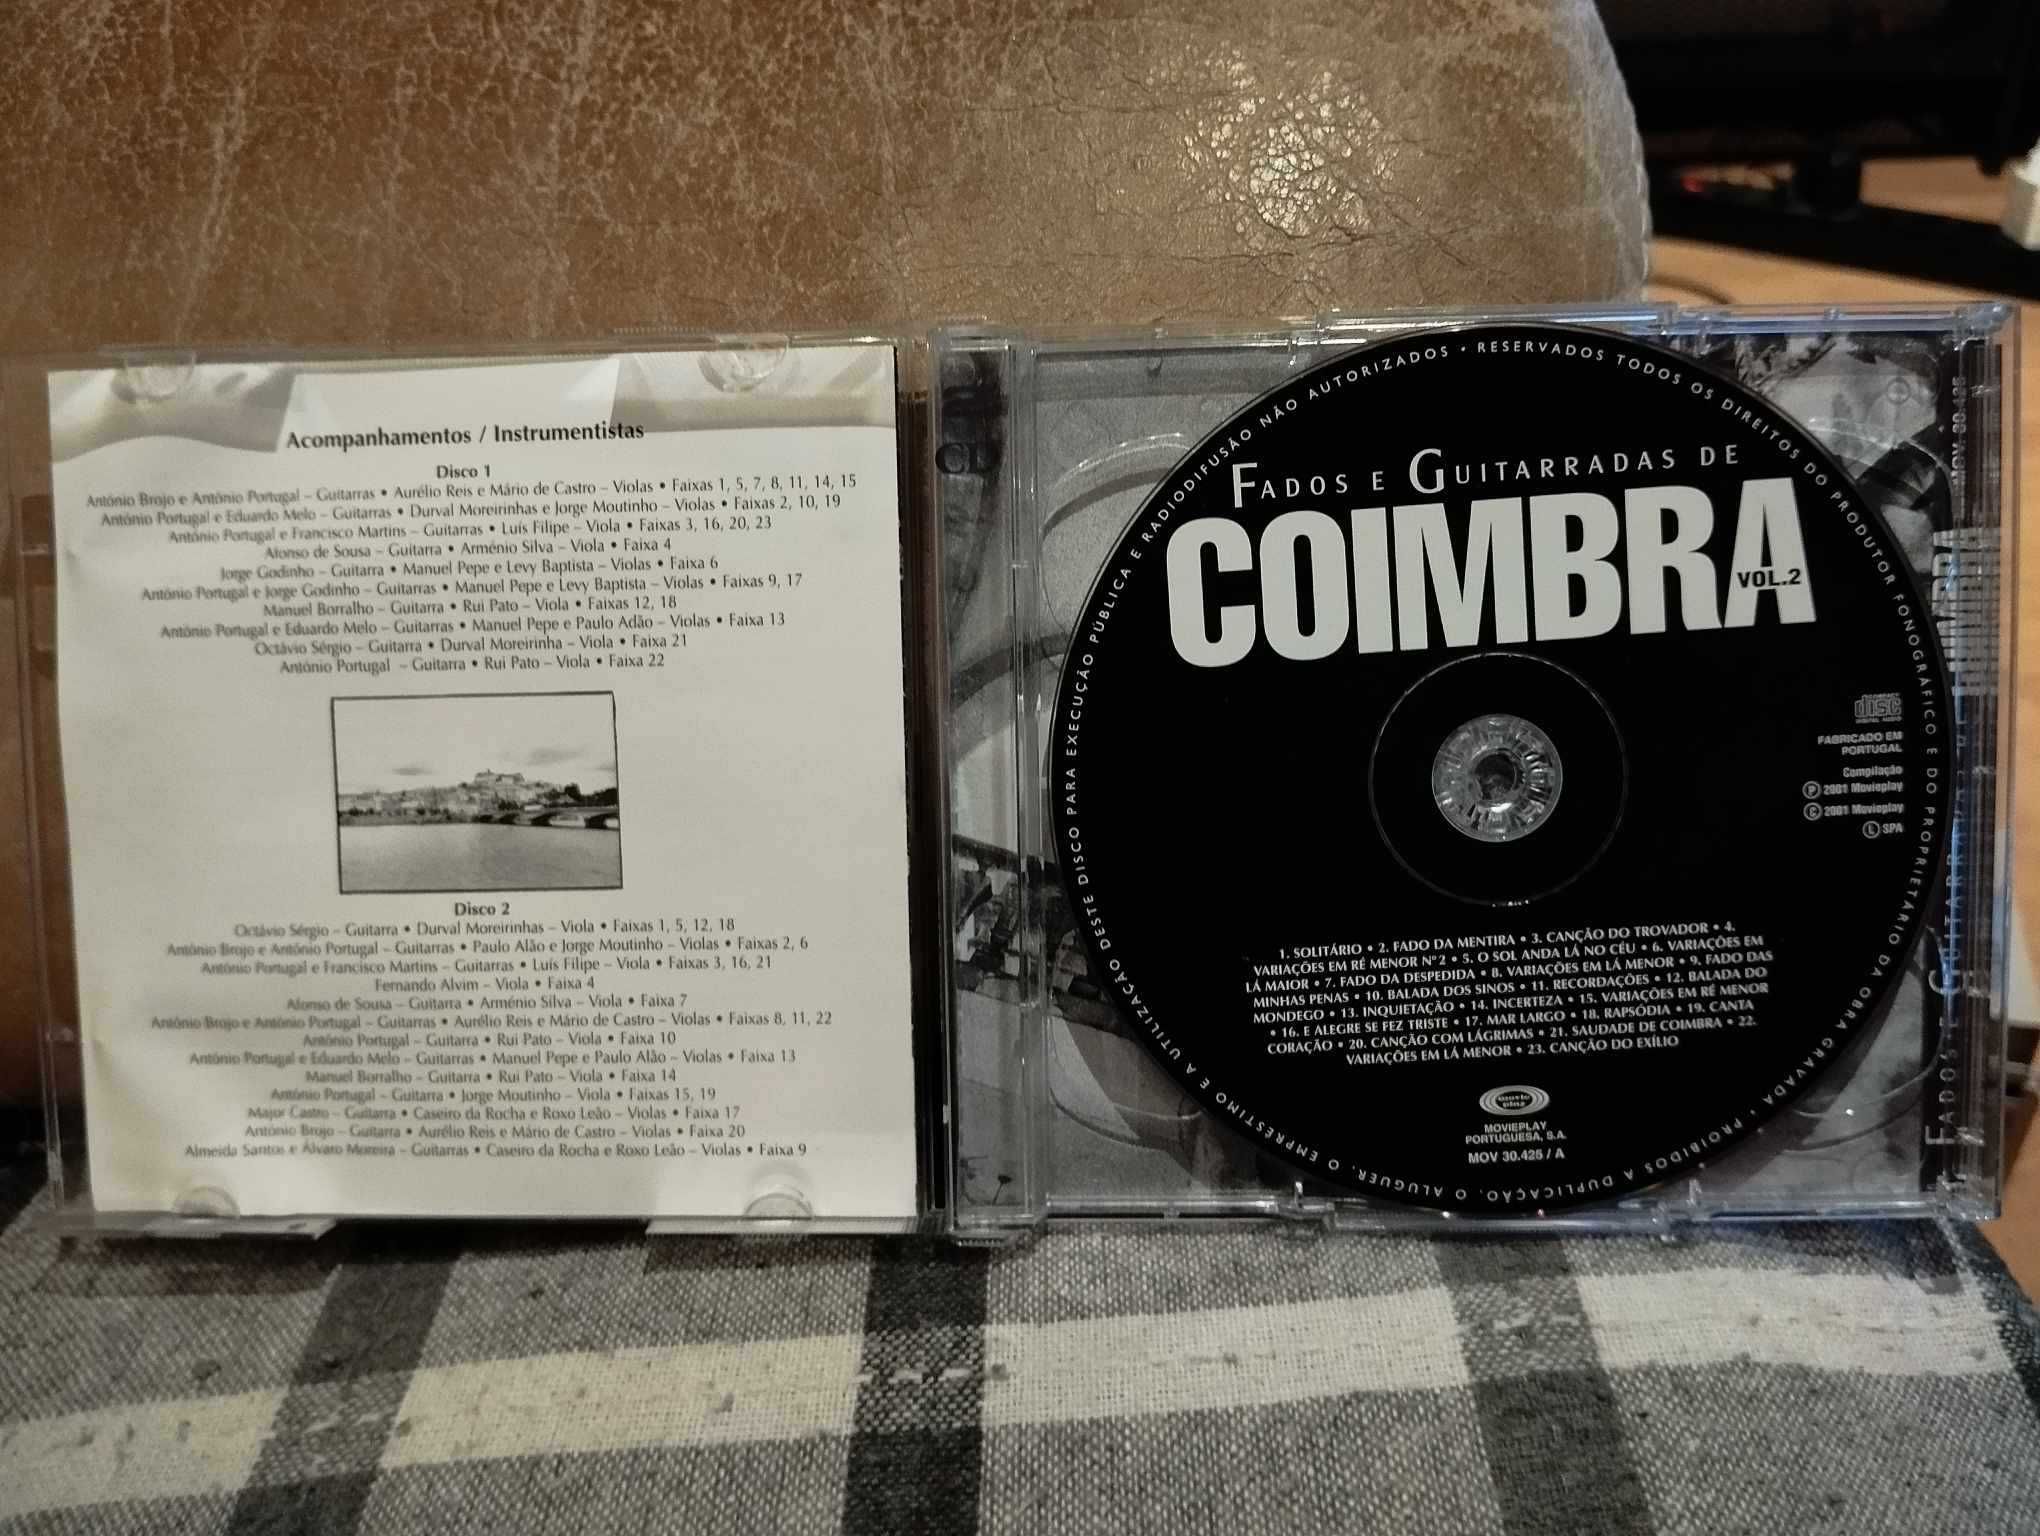 Acompanhamentos / Instrumentistas
Disco 1
António Brojo e António Portugal – Guitarras • Aurélio Reis e Mário de Castro – Violas • Faixas 1, 5, 7, 8, 11, 14, 15
António Portugal e Eduardo Melo – Guitarras • Durval Moreirinhas e Jorge Moutinho – Violas • Faixas 2, 10, 19
António Portugal e Francisco Martins – Guitarras • Luís Filipe – Viola • Faixas 3, 16, 20, 23
Afonso de Sousa – Guitarra • Arménio Silva – Viola • Faixa 4
Jorge Godinho – Guitarra • Manuel Pepe e Levy Baptista – Violas • Faixa 6
António Portugal e Jorge Godinho – Guitarras • Manuel Pepe e Levy Baptista – Violas • Faixas 9, 17
Manuel Borralho – Guitarra • Rui Pato – Viola • Faixas 12, 18
António Portugal e Eduardo Melo – Guitarras • Manuel Pepe e Paulo Adão – Violas • Faixa 13
Octávio Sérgio – Guitarra • Durval Moreirinha – Viola • Faixa 21
António Portugal – Guitarra • Rui Pato – Viola • Faixa 22
Disco 2
Octávio Sérgio – Guitarra • Durval Moreirinhas – Viola • Faixas 1, 5, 12, 18
António Brojo e António Portugal – Guitarras • Paulo Alão e Jorge Moutinho – Violas • Faixas 2, 6
António Portugal e Francisco Martins – Guitarras • Luís Filipe – Viola • Faixas 3, 16, 21
Fernando Alvim – Viola • Faixa 4
Afonso de Sousa – Guitarra • Arménio Silva – Viola • Faixa 7
António Brojo e António Portugal – Guitarras • Aurélio Reis e Mário de Castro – Violas • Faixas 8, 11, 22
António Portugal – Guitarra • Rui Pato – Viola • Faixa 10
António Portugal e Eduardo Melo – Guitarras • Manuel Pepe e Paulo Alão – Violas • Faixa 13
Manuel Borralho – Guitarra • Rui Pato – Viola • Faixa 14
António Portugal – Guitarra • Jorge Moutinho – Viola • Faixas 15, 19
Major Castro – Guitarra • Caseiro da Rocha e Roxo Leão – Violas • Faixa 17
António Brojo – Guitarra • Aurélio Reis e Mário de Castro – Violas • Faixa 20
Almeida Santos e Álvaro Moreira – Guitarras • Caseiro da Rocha e Roxo Leão – Violas • Faixa 9
RESERVADOS TODOS OS DIREITOS DO PRODUTOR FONOGRÁFICO E DO PROPRIETÁRIO DA OBRA GRAVADA • PROIBIDOS A DUPLICAÇÃO, O ALUGUER, O EMPRÉSTIMO E A UTILIZAÇÃO DESTE DISCO PARA EXECUÇÃO PÚBLICA E RADIODIFUSÃO NÃO AUTORIZADOS •
FADOS E GUITARRADAS DE
COIMBRA
VOL.2
COMPACT
disc
DIGITAL AUDIO
FABRICADO EM
PORTUGAL
Compilação
Ⓟ 2001 Movieplay
© 2001 Movieplay
Ⓛ SPA
1. SOLITÁRIO • 2. FADO DA MENTIRA • 3. CANÇÃO DO TROVADOR • 4.
VARIAÇÕES EM RÉ MENOR Nº2 • 5. O SOL ANDA LÁ NO CÉU • 6. VARIAÇÕES EM
LÁ MAIOR • 7. FADO DA DESPEDIDA • 8. VARIAÇÕES EM LÁ MENOR • 9. FADO DAS
MINHAS PENAS • 10. BALADA DOS SINOS • 11. RECORDAÇÕES • 12. BALADA DO
MONDEGO • 13. INQUIETAÇÃO • 14. INCERTEZA • 15. VARIAÇÕES EM RÉ MENOR
• 16. E ALEGRE SE FEZ TRISTE • 17. MAR LARGO • 18. RAPSÓDIA • 19. CANTA
CORAÇÃO • 20. CANÇÃO COM LÁGRIMAS • 21. SAUDADE DE COIMBRA • 22.
VARIAÇÕES EM LÁ MENOR • 23. CANÇÃO DO EXÍLIO
movie
play
MOVIEPLAY
PORTUGUESA, S.A.
MOV 30.425 / A